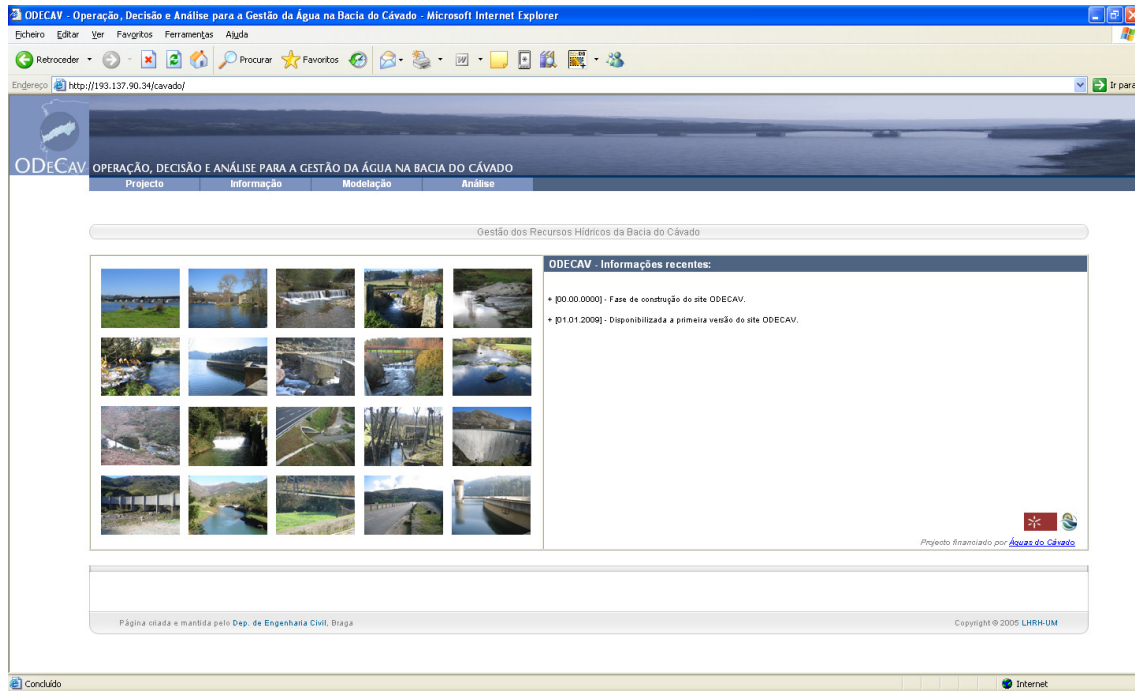 ODECAV - Operação, Decisão e Análise para a Gestão da Água na Bacia do Cávado - Microsoft Internet Explorer
Ficheiro Editar Ver Favoritos Ferramentas Ajuda
Retroceder Procurar Favoritos
Endereço http://193.137.90.34/cavado/ Ir para
ODECAV OPERAÇÃO, DECISÃO E ANÁLISE PARA A GESTÃO DA ÁGUA NA BACIA DO CÁVADO
Projecto Informação Modelação Análise
Gestão dos Recursos Hídricos da Bacia do Cávado
ODECAV - Informações recentes:
+ [00.00.0000] - Fase de construção do site ODECAV.
+ [01.01.2009] - Disponibilizada a primeira versão do site ODECAV.
Projecto financiado por Águas do Cávado
Página criada e mantida pelo Dep. de Engenharia Civil, Braga
Copyright © 2005 LHRH-UM
Concluído Internet